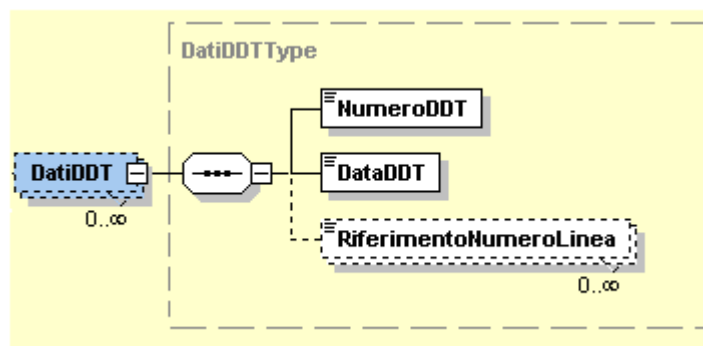 DatiDDTType
NumeroDDT
DatiDDT
DataDDT
0..∞
RiferimentoNumeroLinea
0..∞